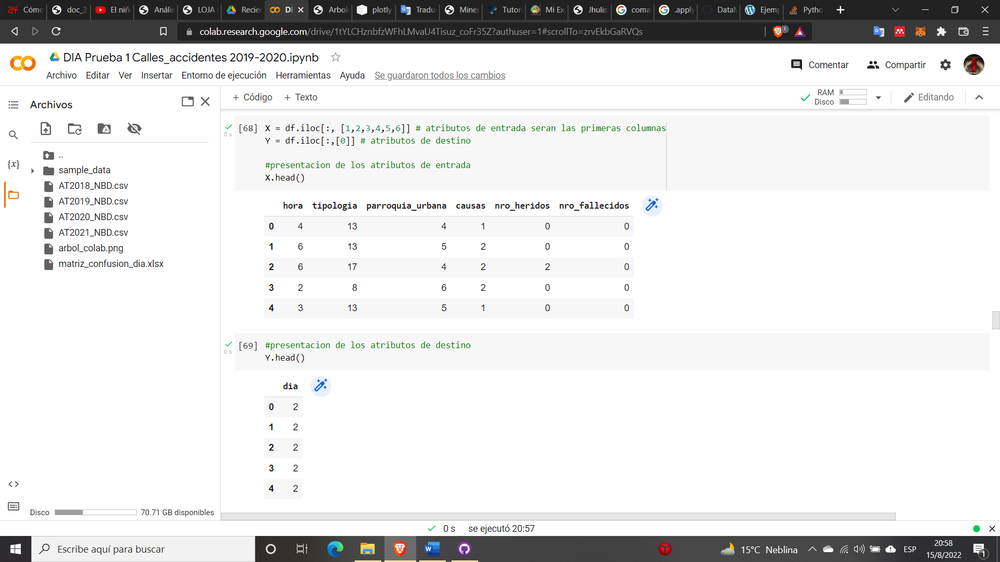 Cómo
doc_3
El niñ
Anális
LOJA
Recien
DI
Arbol
plotly
Tradu
Miner
Tutori
Mi Ex
Jhulis
coma
.apply
DataM
Ejemp
Pytho
colab.research.google.com/drive/1tYLCHznbfzWFhLMvaU4Tisuz_coFr35Z?authuser=1#scrollTo=zrvEkbGaRVQs
1
DIA Prueba 1 Calles_accidentes 2019-2020.ipynb
Comentar
Compartir
Archivo Editar Ver Insertar Entorno de ejecución Herramientas Ayuda Se guardaron todos los cambios
Archivos
+ Código + Texto
RAM
Disco
Editando
..
sample_data
AT2018_NBD.csv
AT2019_NBD.csv
AT2020_NBD.csv
AT2021_NBD.csv
arbol_colab.png
matriz_confusion_dia.xlsx
{x}
<>
Disco 70.71 GB disponibles
[68] X = df.iloc[:, [1,2,3,4,5,6]] # atributos de entrada seran las primeras columnas
0 s
Y = df.iloc[:,[0]] # atributos de destino
#presentacion de los atributos de entrada
X.head()
hora tipologia parroquia_urbana causas nro_heridos nro_fallecidos
0 4 13 4 1 0 0
1 6 13 5 2 0 0
2 6 17 4 2 2 0
3 2 8 6 2 0 0
4 3 13 5 1 0 0
[69] #presentacion de los atributos de destino
0 s
Y.head()
dia
0 2
1 2
2 2
3 2
4 2
0 s se ejecutó 20:57
Escribe aquí para buscar
15°C Neblina
ESP
20:58
15/8/2022
1